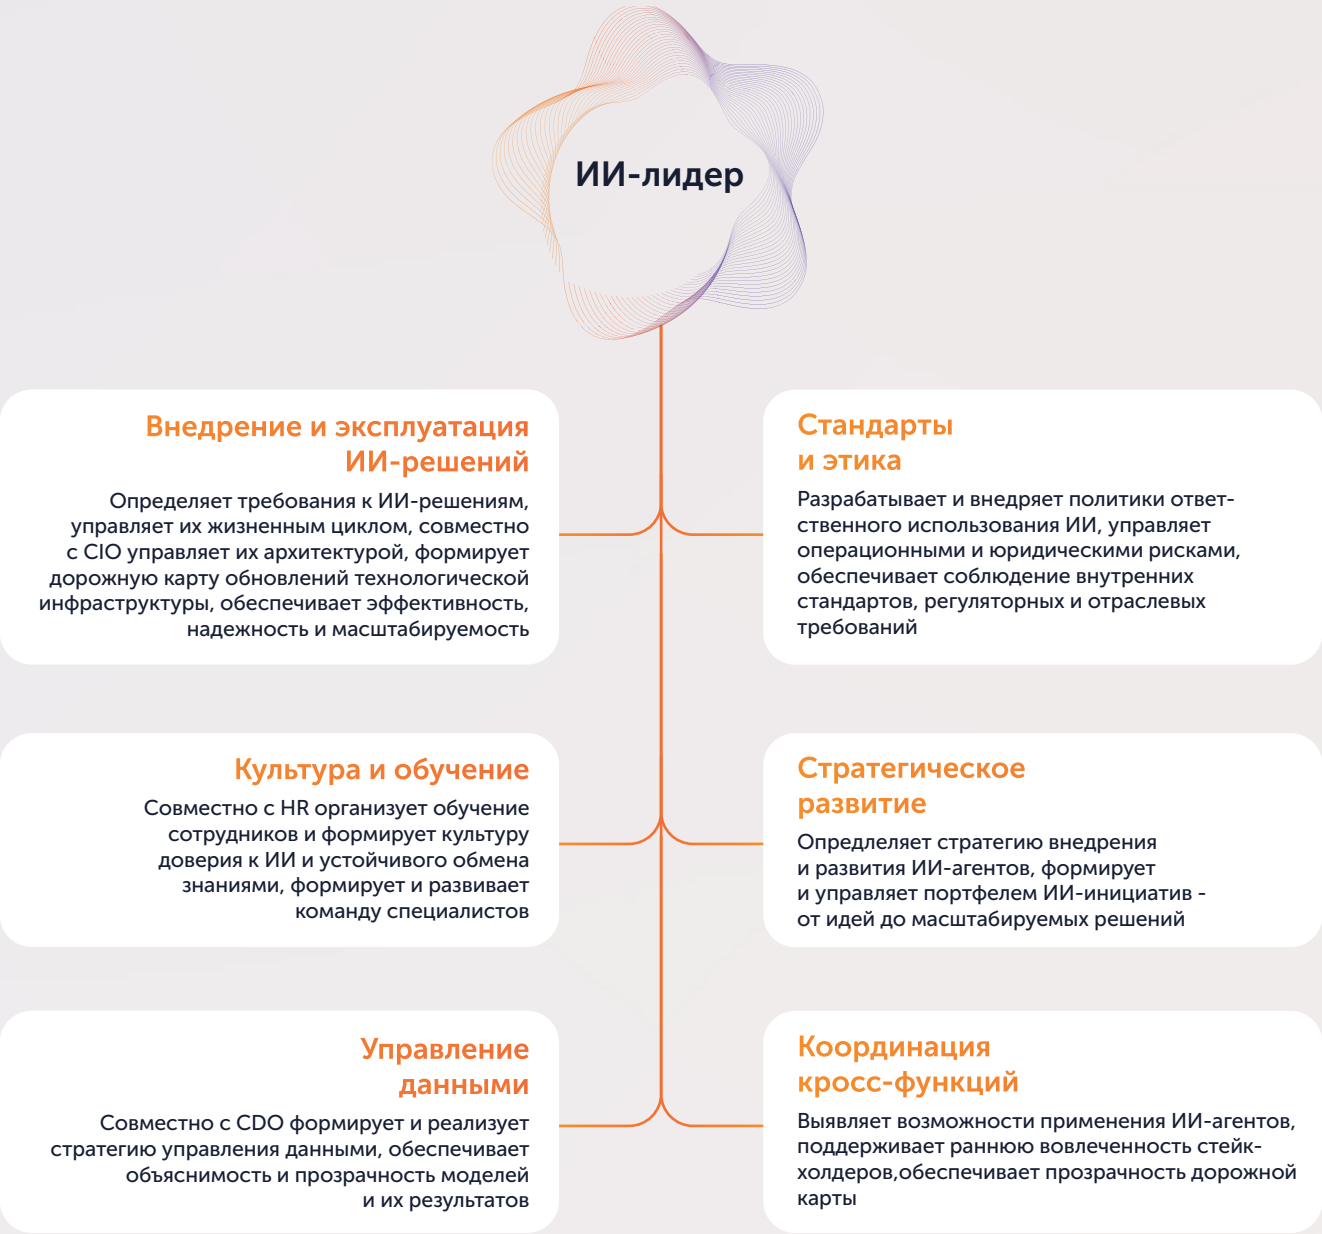 ИИ-лидер
Внедрение и эксплуатация
ИИ-решений
Определяет требования к ИИ-решениям,
управляет их жизненным циклом, совместно
с CIO управляет их архитектурой, формирует
дорожную карту обновлений технологической
инфраструктуры, обеспечивает эффективность,
надежность и масштабируемость
Стандарты
и этика
Разрабатывает и внедряет политики ответ-
ственного использования ИИ, управляет
операционными и юридическими рисками,
обеспечивает соблюдение внутренних
стандартов, регуляторных и отраслевых
требований
Культура и обучение
Совместно с HR организует обучение
сотрудников и формирует культуру
доверия к ИИ и устойчивого обмена
знаниями, формирует и развивает
команду специалистов
Стратегическое
развитие
Опредлеляет стратегию внедрения
и развития ИИ-агентов, формирует
и управляет портфелем ИИ-инициатив -
от идей до масштабируемых решений
Управление
данными
Совместно с CDO формирует и реализует
стратегию управления данными, обеспечивает
объяснимость и прозрачность моделей
и их результатов
Координация
кросс-функций
Выявляет возможности применения ИИ-агентов,
поддерживает раннюю вовлеченность стейк-
холдеров,обеспечивает прозрачность дорожной
карты